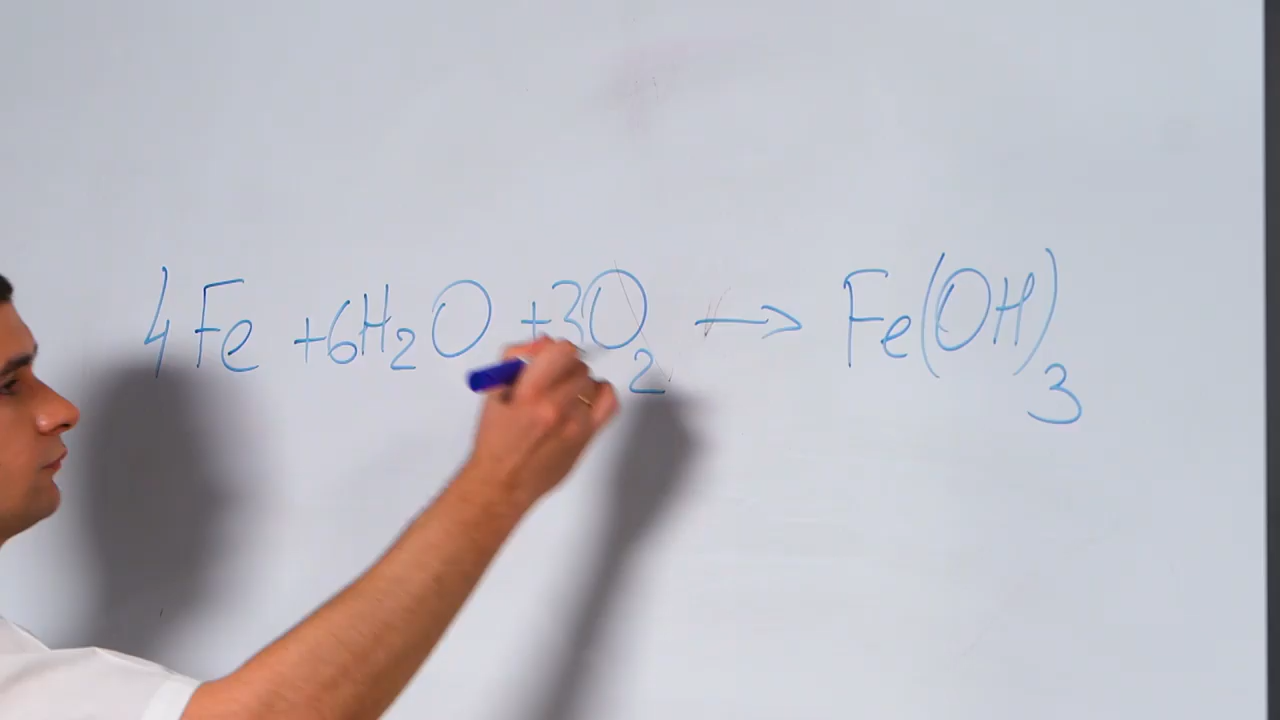 4Fe + 6H₂O + 3O₂ → Fe(OH)₃